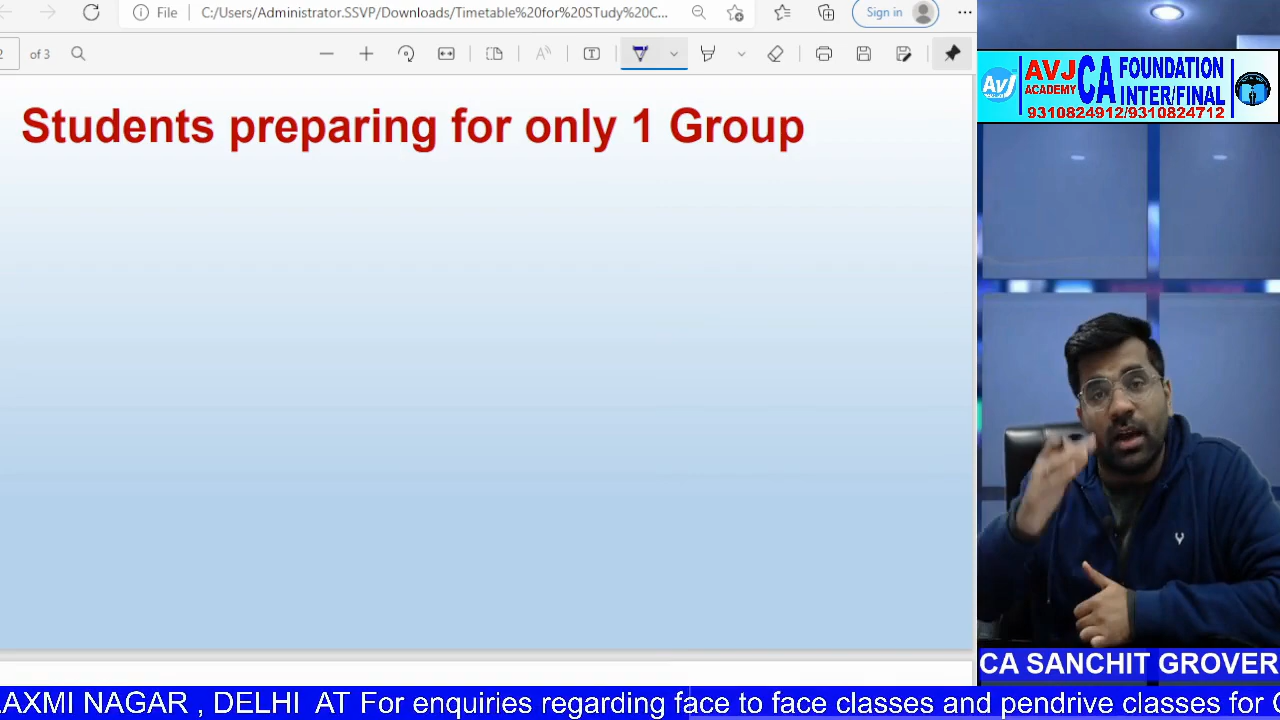 File C:/Users/Administrator.SSVP/Downloads/Timetable%20for%20STudy%20C... Sign in
2 of 3
Students preparing for only 1 Group
AVJ
ACADEMY
CA
FOUNDATION
INTER/FINAL
9310824912/9310824712
CA SANCHIT GROVER
LAXMI NAGAR , DELHI AT For enquiries regarding face to face classes and pendrive classes for